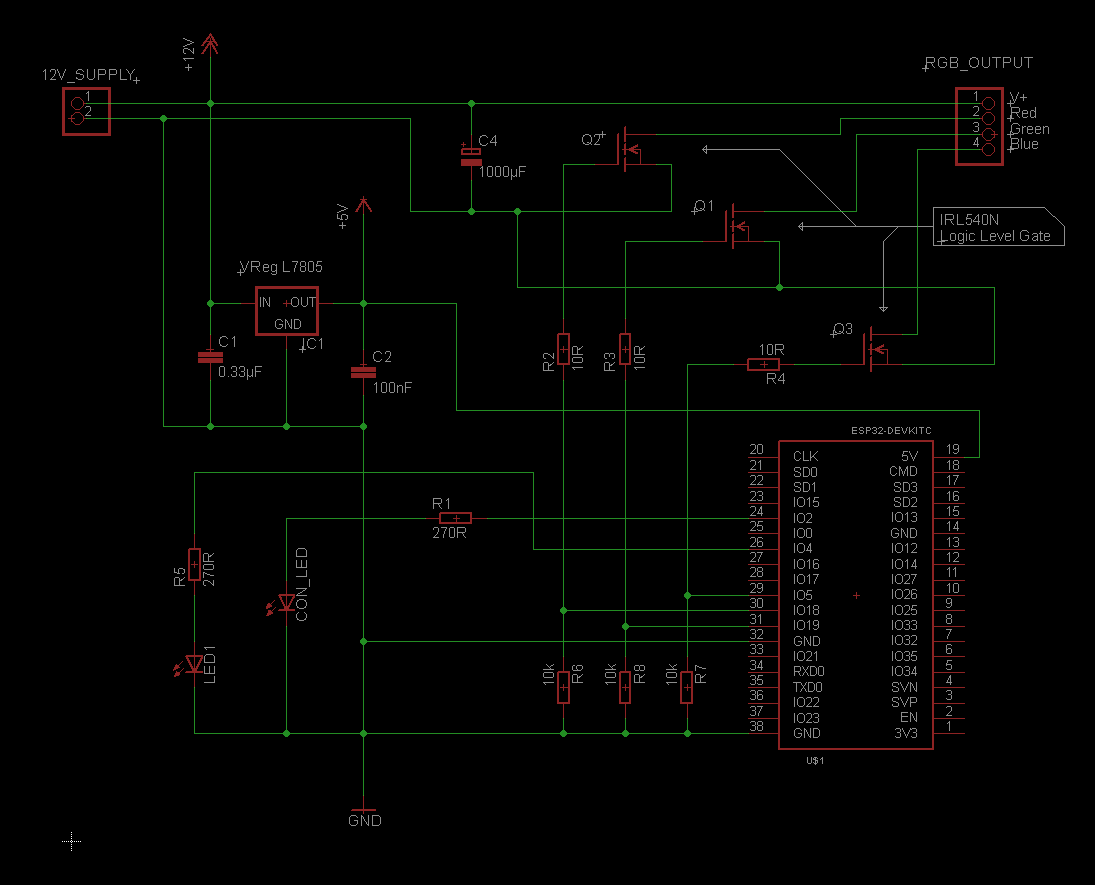 +12V
12V_SUPPLY
1
2
RGB_OUTPUT
1
2
3
4
V+
Red
Green
Blue
C4
1000µF
Q2
Q1
IRL540N
Logic Level Gate
+5V
VReg L7805
IN
OUT
GND
IC1
C1
0.33µF
C2
100nF
Q3
R2
10R
R3
10R
10R
R4
ESP32-DEVKITC
20 CLK 5V 19
21 SD0 CMD 18
22 SD1 SD3 17
23 IO15 SD2 16
24 IO2 IO13 15
25 IO0 GND 14
26 IO4 IO12 13
27 IO16 IO14 12
28 IO17 IO27 11
29 IO5 IO26 10
30 IO18 IO25 9
31 IO19 IO33 8
32 GND IO32 7
33 IO21 IO35 6
34 RXD0 IO34 5
35 TXD0 SVN 4
36 IO22 SVP 3
37 IO23 EN 2
38 GND 3V3 1
U$1
R1
270R
R5
270R
CON_LED
LED1
10k
R6
10k
R8
10k
R7
GND